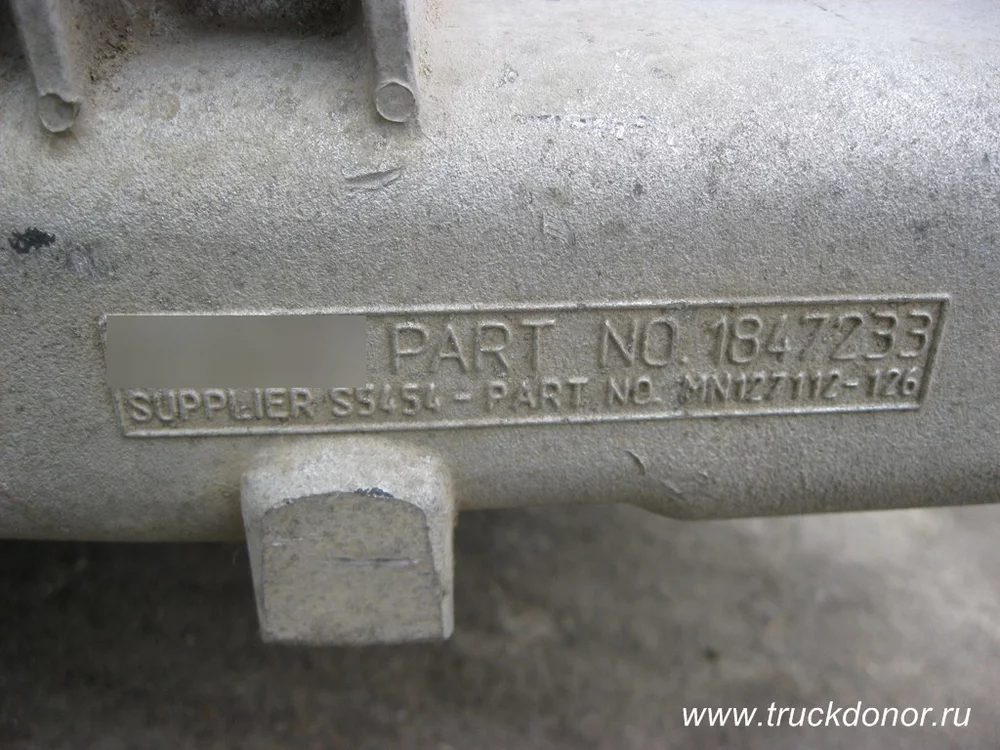 PART NO. 1847233
SUPPLIER S3454 - PART NO. MN127112-126
www.truckdonor.ru